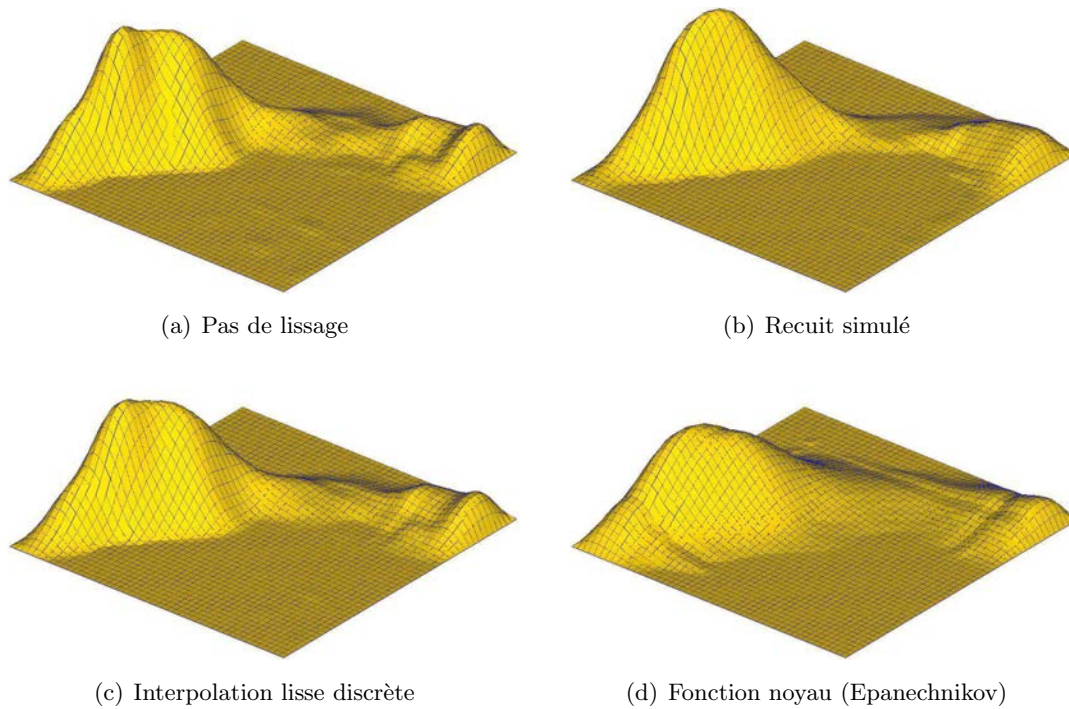 (a) Pas de lissage
(b) Recuit simulé
(c) Interpolation lisse discrète
(d) Fonction noyau (Epanechnikov)